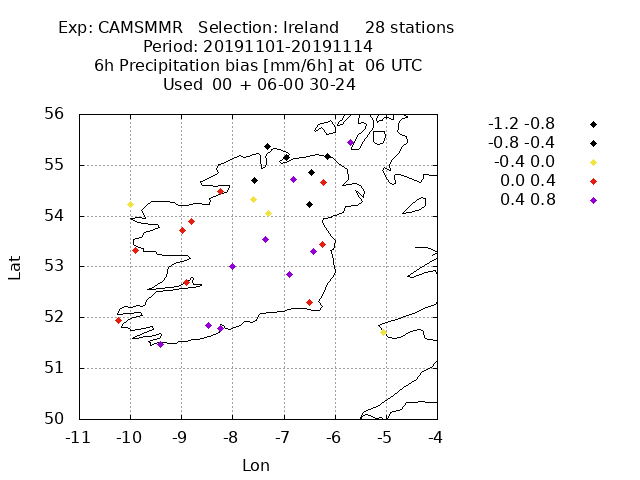 Exp: CAMSMMR Selection: Ireland 28 stations
Period: 20191101-20191114
6h Precipitation bias [mm/6h] at 06 UTC
Used 00 + 06-00 30-24
-1.2 -0.8
-0.8 -0.4
-0.4 0.0
0.0 0.4
0.4 0.8
56
55
54
53
52
51
50
Lat
-11 -10 -9 -8 -7 -6 -5 -4
Lon